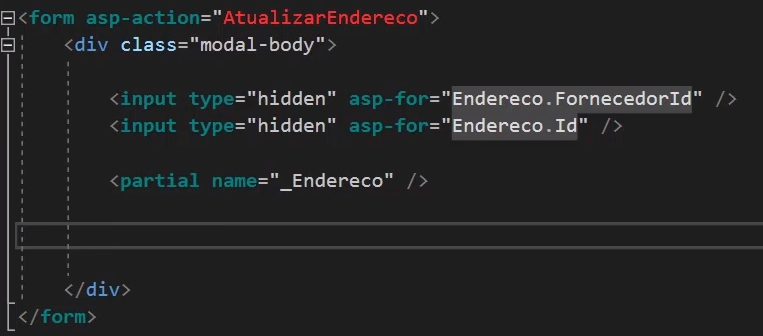 <form asp-action="AtualizarEndereco">
<div class="modal-body">
<input type="hidden" asp-for="Endereco.FornecedorId" />
<input type="hidden" asp-for="Endereco.Id" />
<partial name="_Endereco" />
</div>
</form>